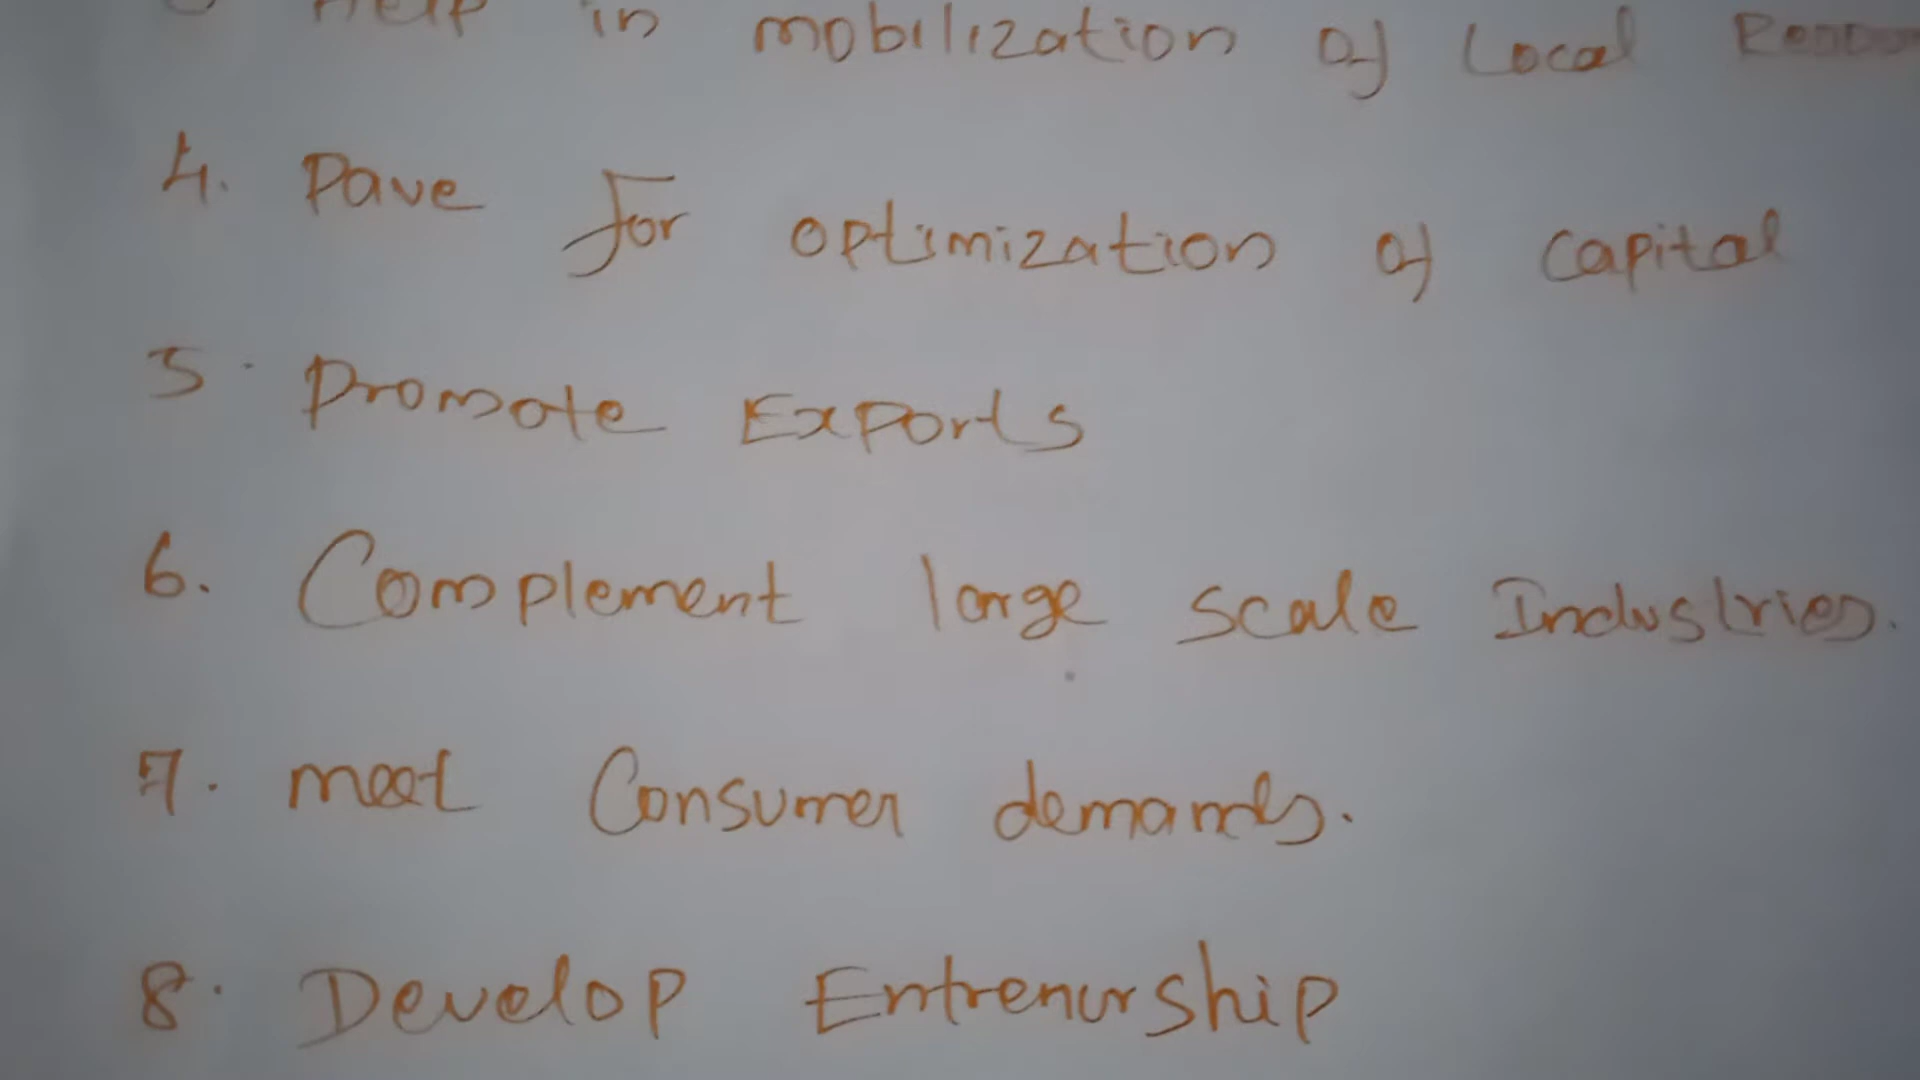 Help in mobilization of Local
4. Pave for optimization of capital
5. Promote Exports
6. Complement large scale Industries.
7. meet Consumer demands.
8. Develop Entrenurship